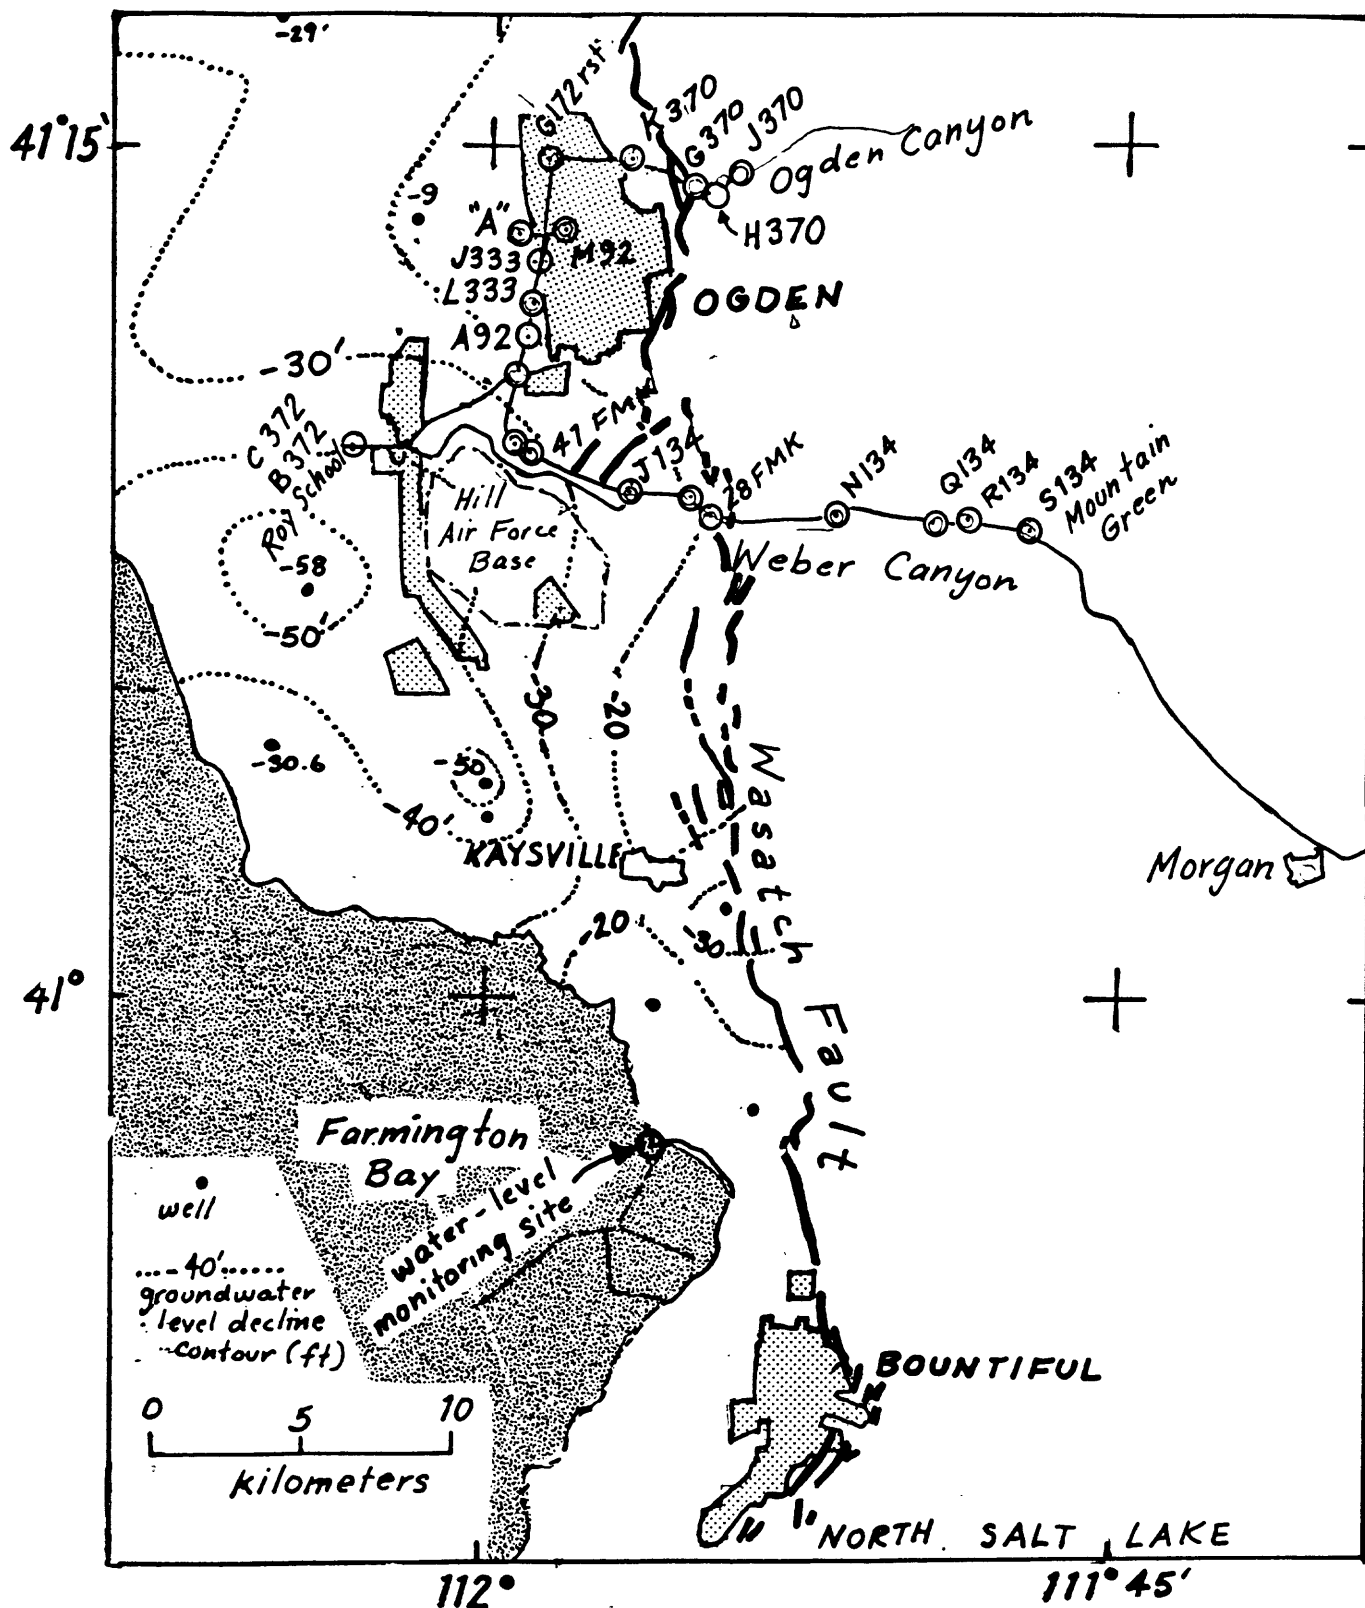 -29'
41°15'
G172 rst
K370
G370
J370
Ogden Canyon
H370
-9
"A"
M92
J333
L333
A92
OGDEN
-30'
C372
B372
Roy School
47 FMK
J134
28FMK
N134
Q134
R134
S134
Mountain
Green
Hill
Air Force
Base
Weber Canyon
-58
-50'
-30
-20
-30.6
-50
-40'
KAYSVILLE
Wasatch Fault
Morgan
-20
-30
41°
Farmington
Bay
water-level
monitoring site
well
--40'
groundwater
level decline
contour (ft)
0 5 10
kilometers
BOUNTIFUL
NORTH SALT LAKE
112°
111°45'